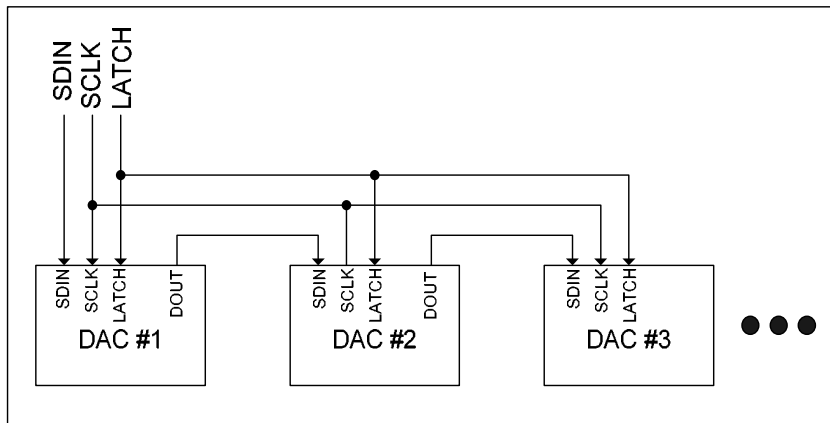 SDIN
SCLK
LATCH
SDIN
SCLK
LATCH
DOUT
DAC #1
SDIN
SCLK
LATCH
DOUT
DAC #2
SDIN
SCLK
LATCH
DAC #3